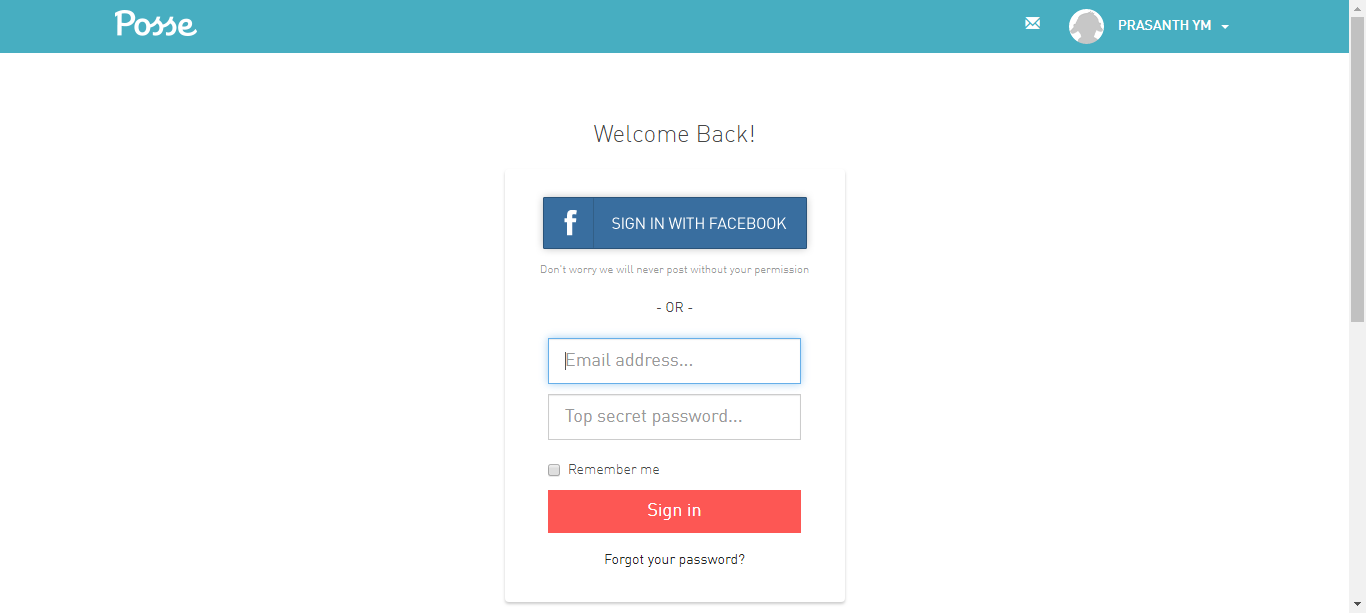 Posse
PRASANTH YM
Welcome Back!
f
SIGN IN WITH FACEBOOK
Don't worry we will never post without your permission
- OR -
Email address...
Top secret password...
Remember me
Sign in
Forgot your password?